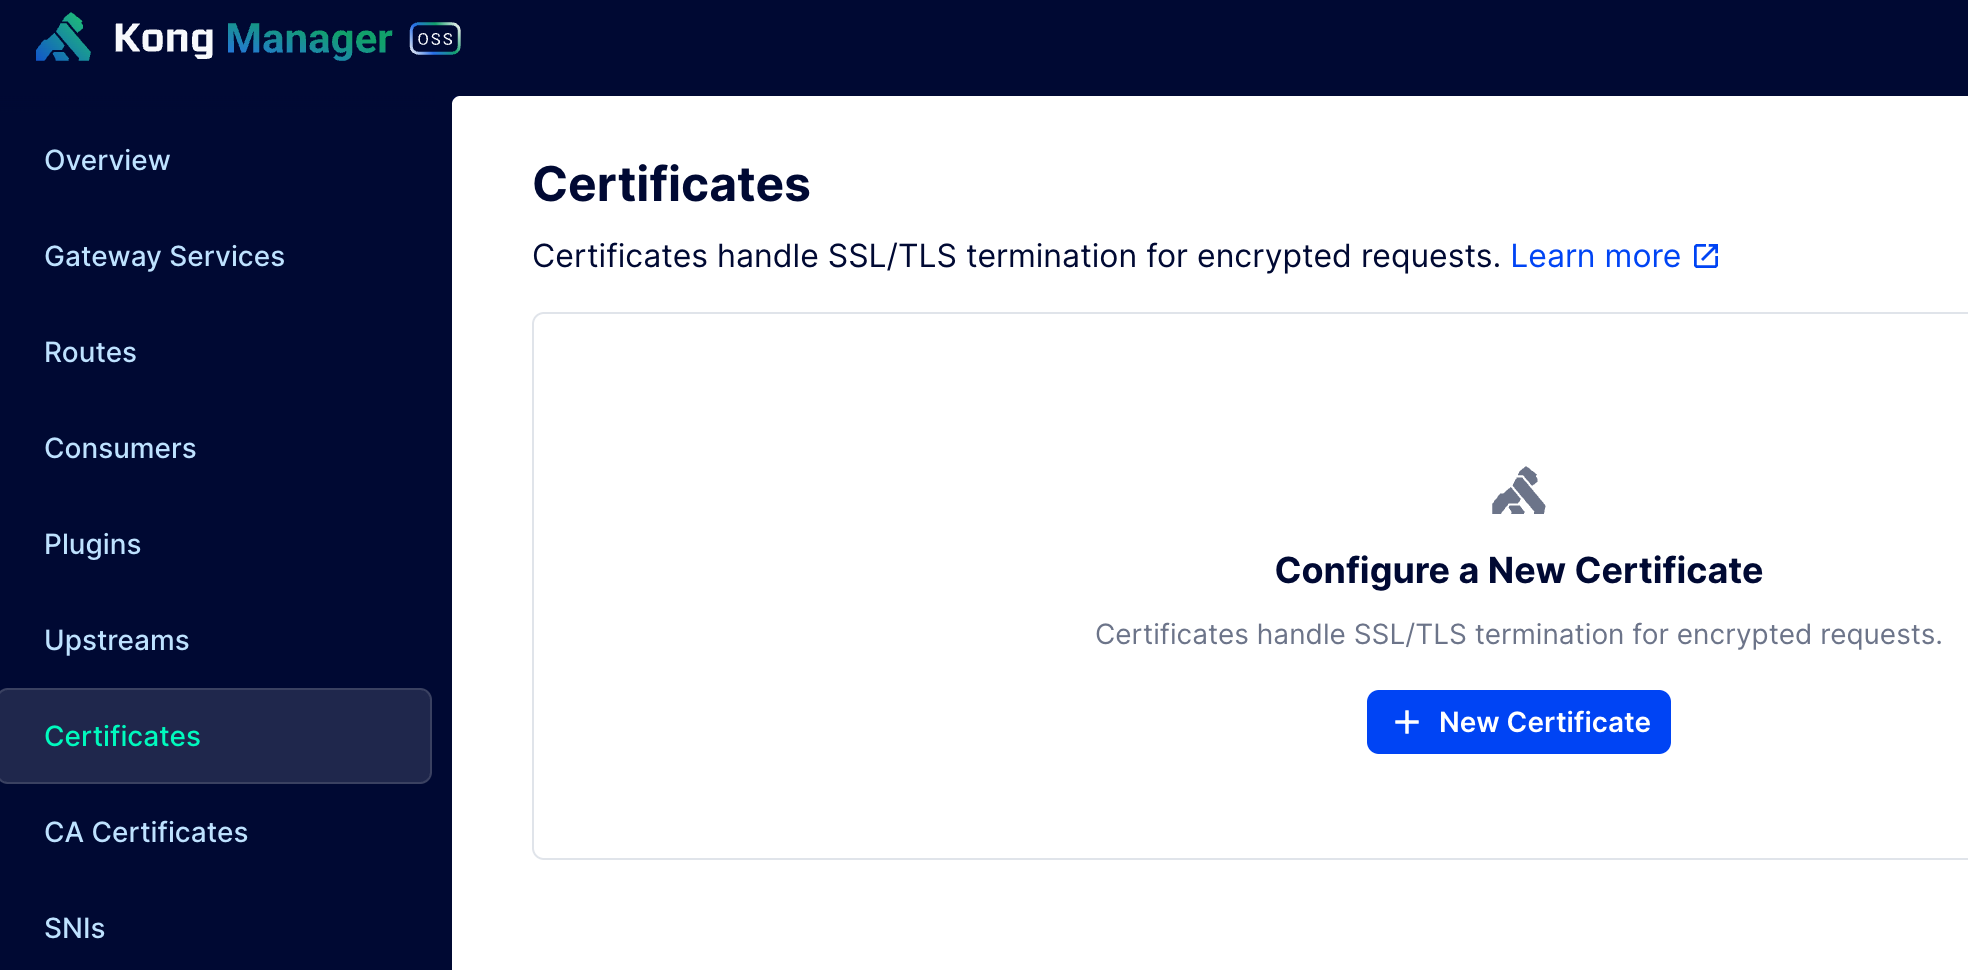 Kong Manager OSS
Overview
Gateway Services
Routes
Consumers
Plugins
Upstreams
Certificates
CA Certificates
SNIs
Certificates
Certificates handle SSL/TLS termination for encrypted requests. Learn more
Configure a New Certificate
Certificates handle SSL/TLS termination for encrypted requests.
New Certificate